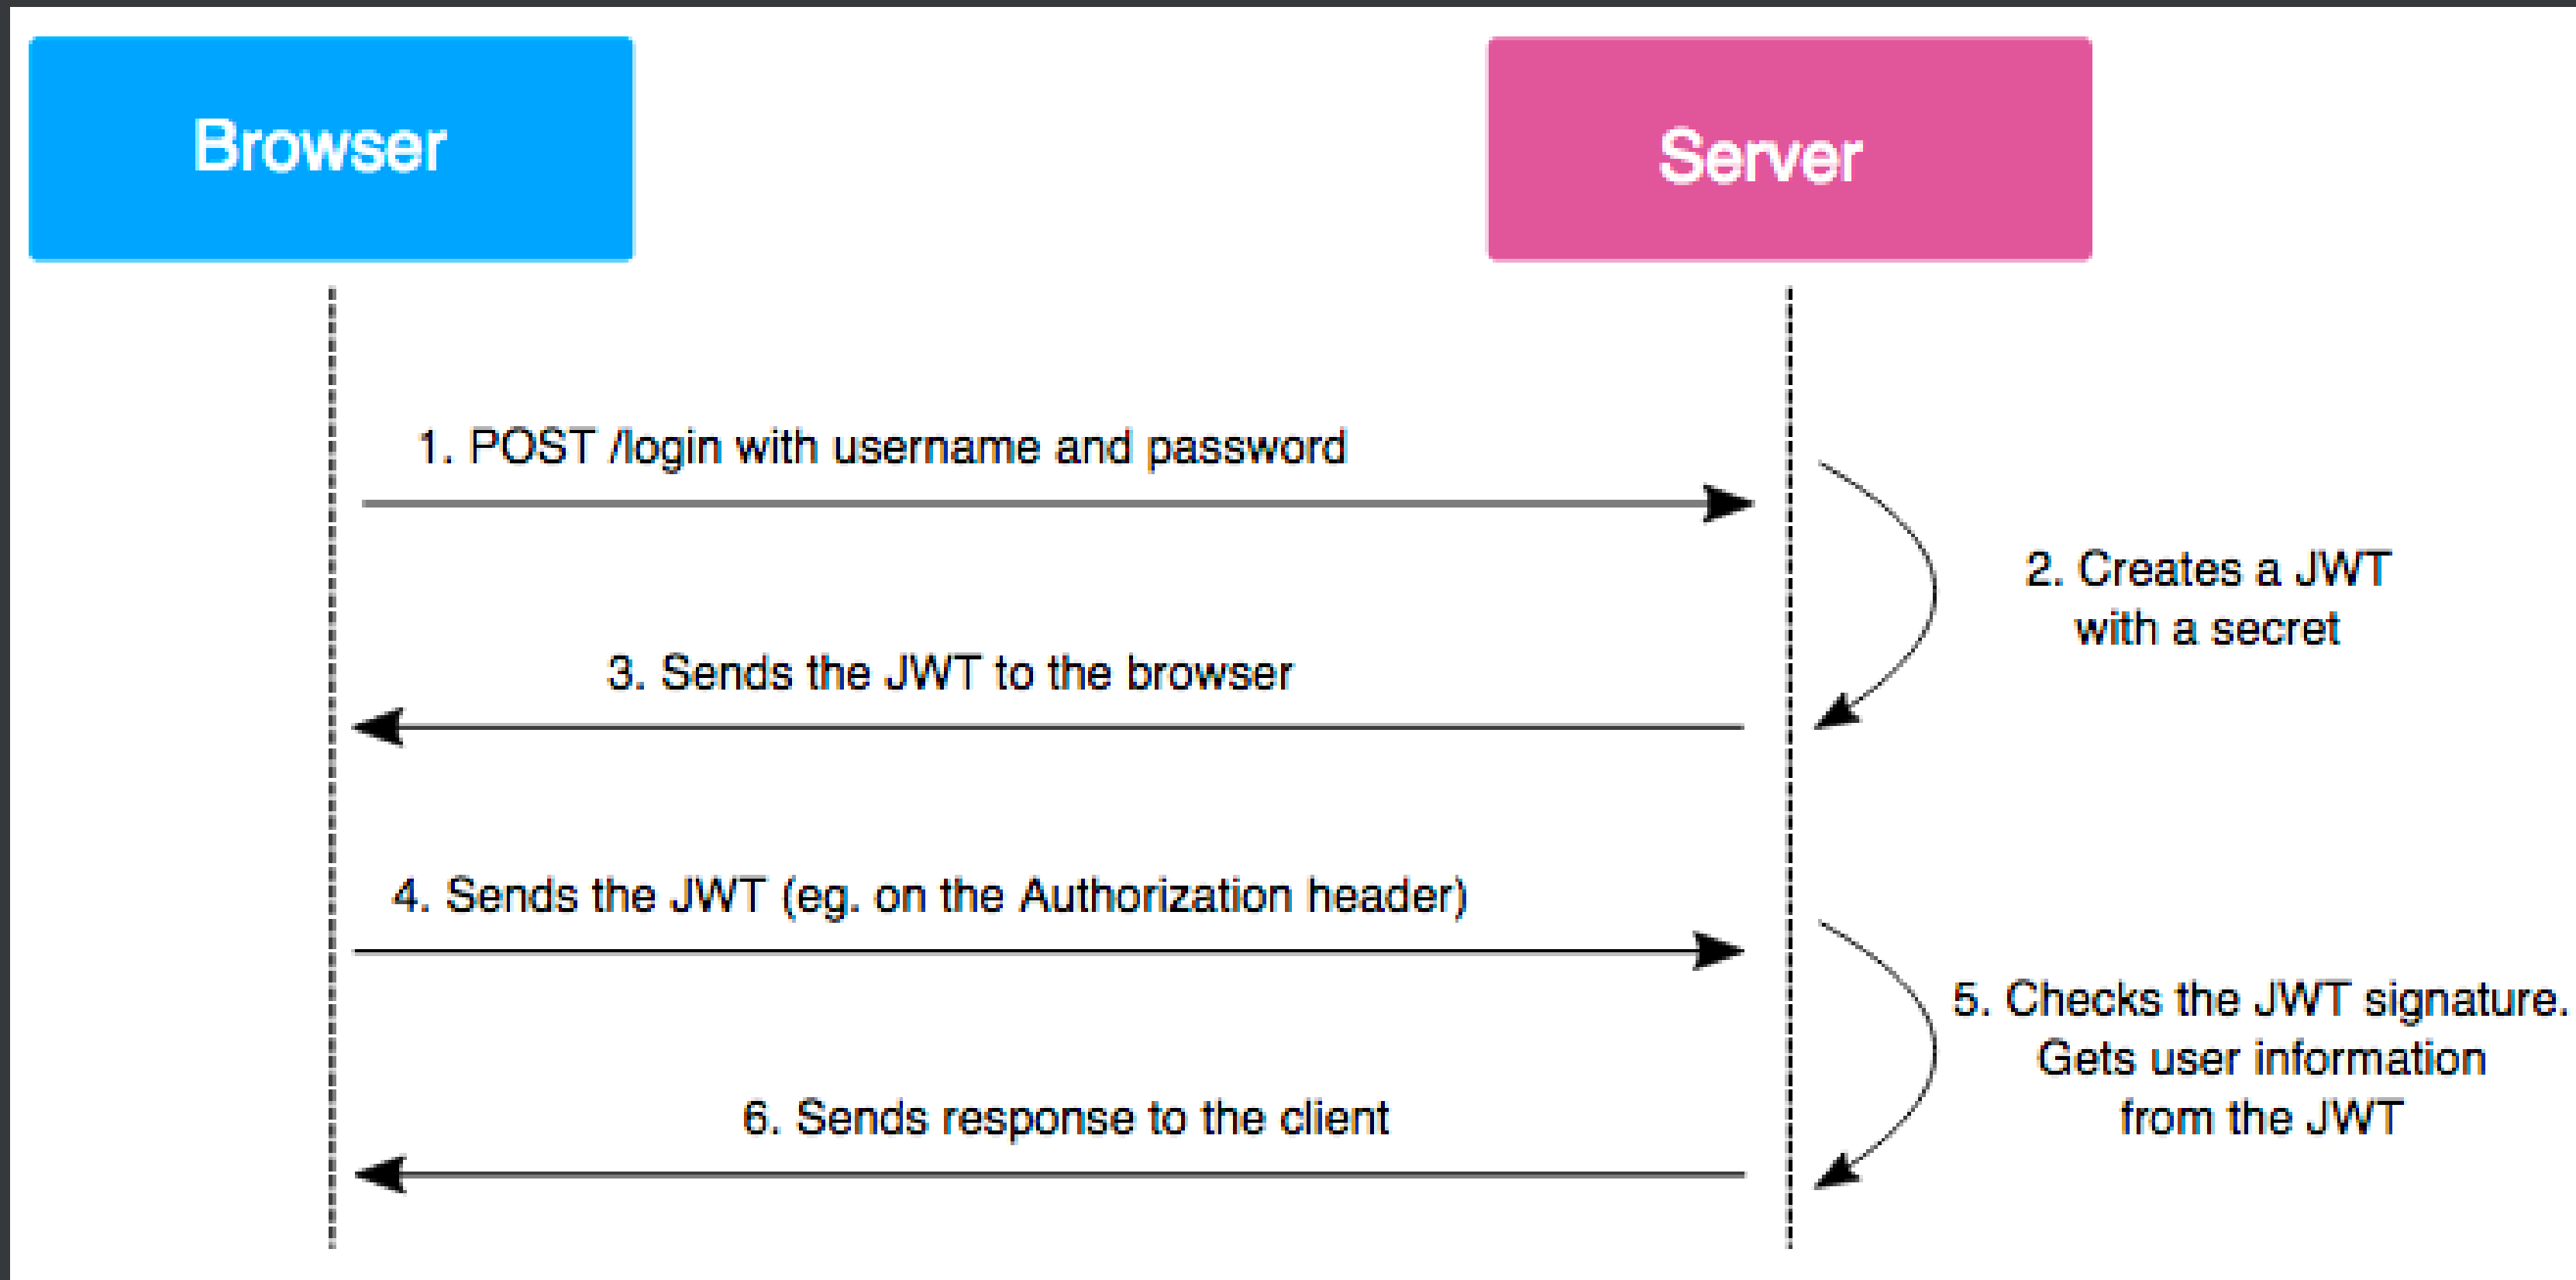 Browser
Server
1. POST /login with username and password
2. Creates a JWT
with a secret
3. Sends the JWT to the browser
4. Sends the JWT (eg. on the Authorization header)
5. Checks the JWT signature.
Gets user information
from the JWT
6. Sends response to the client